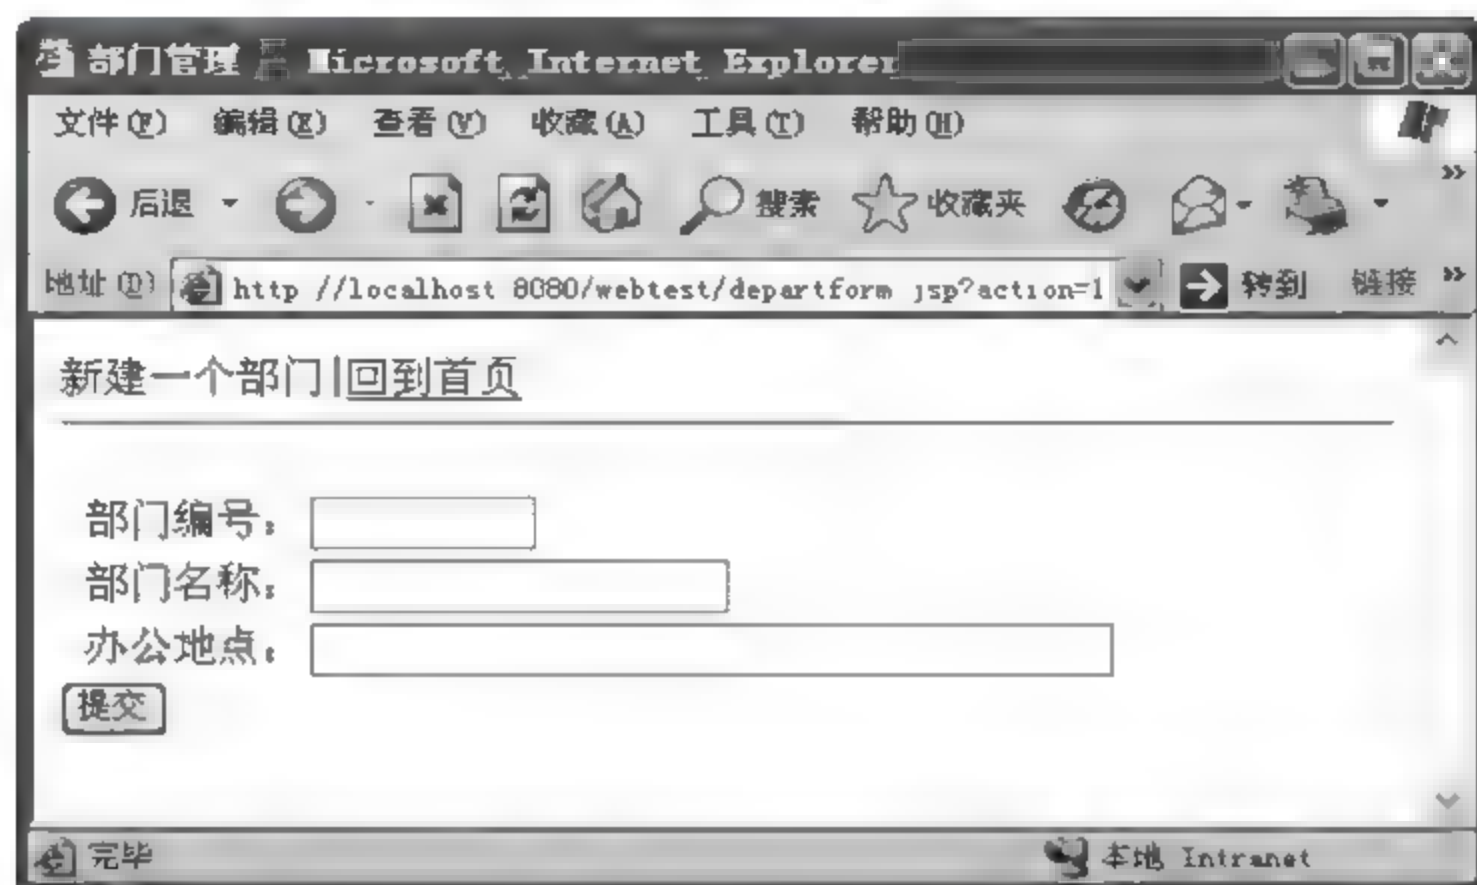 部门管理 Microsoft Internet Explorer
文件(F) 编辑(E) 查看(V) 收藏(A) 工具(T) 帮助(H)
后退 搜索 收藏夹 »
地址(D) http //localhost 8080/webtest/departform jsp?action=1 转到 链接 »
新建一个部门|回到首页
部门编号：
部门名称：
办公地点：
提交
完毕 本地 Intranet